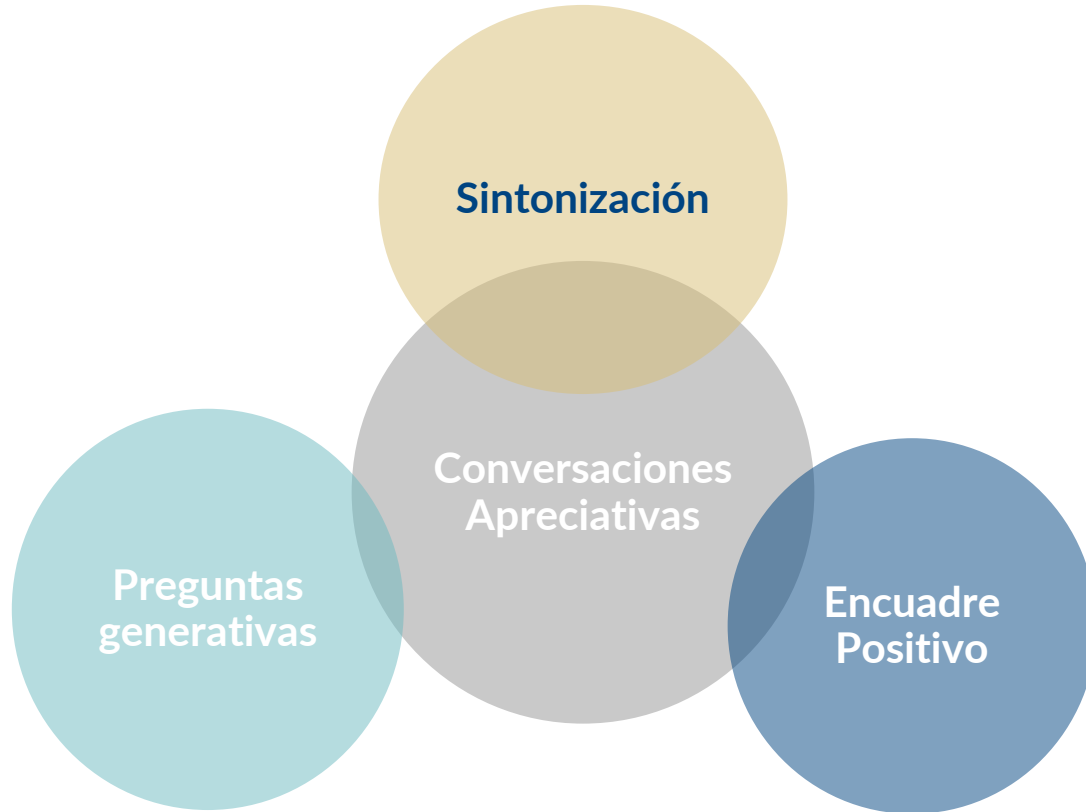 Sintonización
Conversaciones
Apreciativas
Preguntas
generativas
Encuadre
Positivo